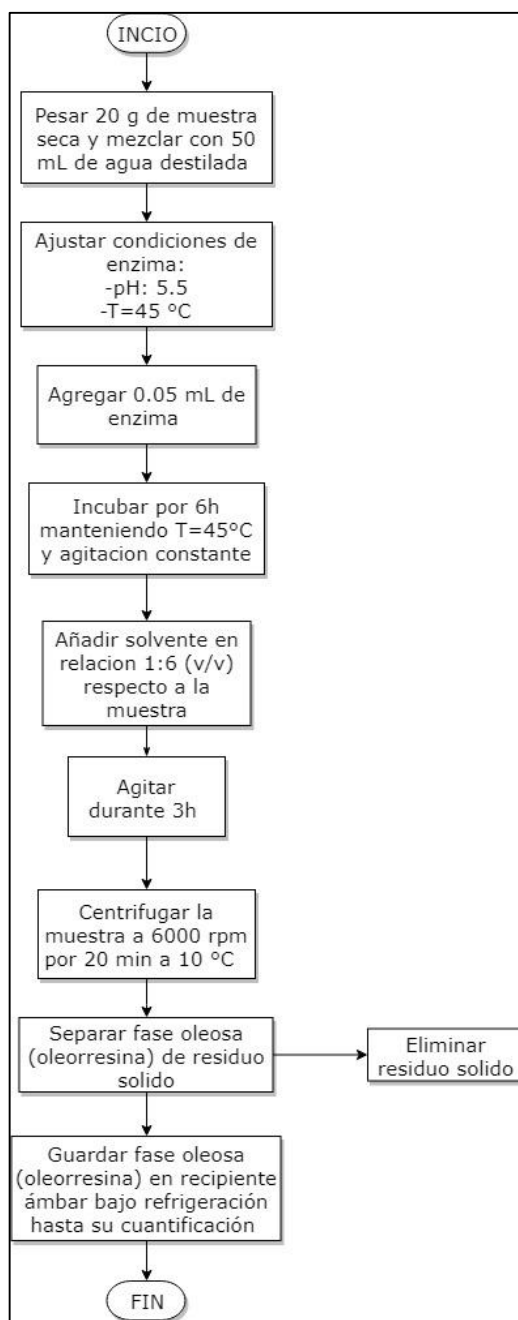 INCIO
Pesar 20 g de muestra
seca y mezclar con 50
mL de agua destilada
Ajustar condiciones de
enzima:
-pH: 5.5
-T=45 ºC
Agregar 0.05 mL de
enzima
Incubar por 6h
manteniendo T=45°C
y agitacion constante
Añadir solvente en
relacion 1:6 (v/v)
respecto a la
muestra
Agitar
durante 3h
Centrifugar la
muestra a 6000 rpm
por 20 min a 10 ºC
Separar fase oleosa
(oleorresina) de residuo
solido
Eliminar
residuo solido
Guardar fase oleosa
(oleorresina) en recipiente
ámbar bajo refrigeración
hasta su cuantificación
FIN